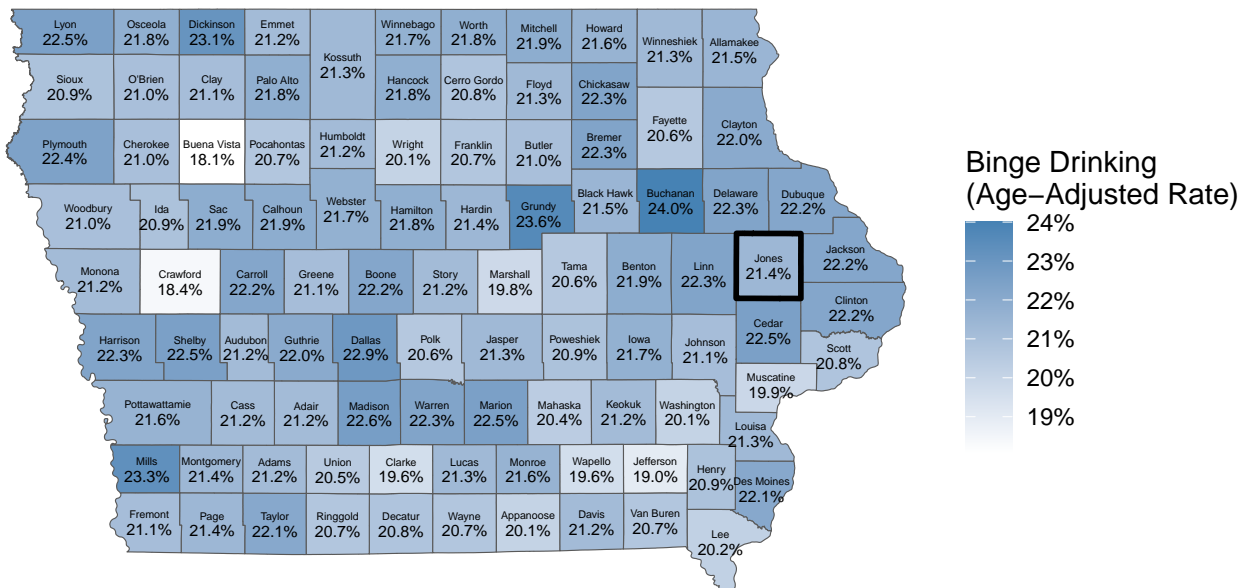 Lyon
22.5%
Osceola
21.8%
Dickinson
23.1%
Emmet
21.2%
Kossuth
21.3%
Winnebago
21.7%
Worth
21.8%
Mitchell
21.9%
Howard
21.6%
Winneshiek
21.3%
Allamakee
21.5%
Sioux
20.9%
O'Brien
21.0%
Clay
21.1%
Palo Alto
21.8%
Hancock
21.8%
Cerro Gordo
20.8%
Floyd
21.3%
Chickasaw
22.3%
Fayette
20.6%
Clayton
22.0%
Plymouth
22.4%
Cherokee
21.0%
Buena Vista
18.1%
Pocahontas
20.7%
Humboldt
21.2%
Wright
20.1%
Franklin
20.7%
Butler
21.0%
Bremer
22.3%
Woodbury
21.0%
Ida
20.9%
Sac
21.9%
Calhoun
21.9%
Webster
21.7%
Hamilton
21.8%
Hardin
21.4%
Grundy
23.6%
Black Hawk
21.5%
Buchanan
24.0%
Delaware
22.3%
Dubuque
22.2%
Monona
21.2%
Crawford
18.4%
Carroll
22.2%
Greene
21.1%
Boone
22.2%
Story
21.2%
Marshall
19.8%
Tama
20.6%
Benton
21.9%
Linn
22.3%
Jones
21.4%
Jackson
22.2%
Clinton
22.2%
Harrison
22.3%
Shelby
22.5%
Audubon
21.2%
Guthrie
22.0%
Dallas
22.9%
Polk
20.6%
Jasper
21.3%
Poweshiek
20.9%
Iowa
21.7%
Johnson
21.1%
Cedar
22.5%
Scott
20.8%
Muscatine
19.9%
Pottawattamie
21.6%
Cass
21.2%
Adair
21.2%
Madison
22.6%
Warren
22.3%
Marion
22.5%
Mahaska
20.4%
Keokuk
21.2%
Washington
20.1%
Louisa
21.3%
Mills
23.3%
Montgomery
21.4%
Adams
21.2%
Union
20.5%
Clarke
19.6%
Lucas
21.3%
Monroe
21.6%
Wapello
19.6%
Jefferson
19.0%
Henry
20.9%
Des Moines
22.1%
Fremont
21.1%
Page
21.4%
Taylor
22.1%
Ringgold
20.7%
Decatur
20.8%
Wayne
20.7%
Appanoose
20.1%
Davis
21.2%
Van Buren
20.7%
Lee
20.2%
Binge Drinking
(Age−Adjusted Rate)
24%
23%
22%
21%
20%
19%